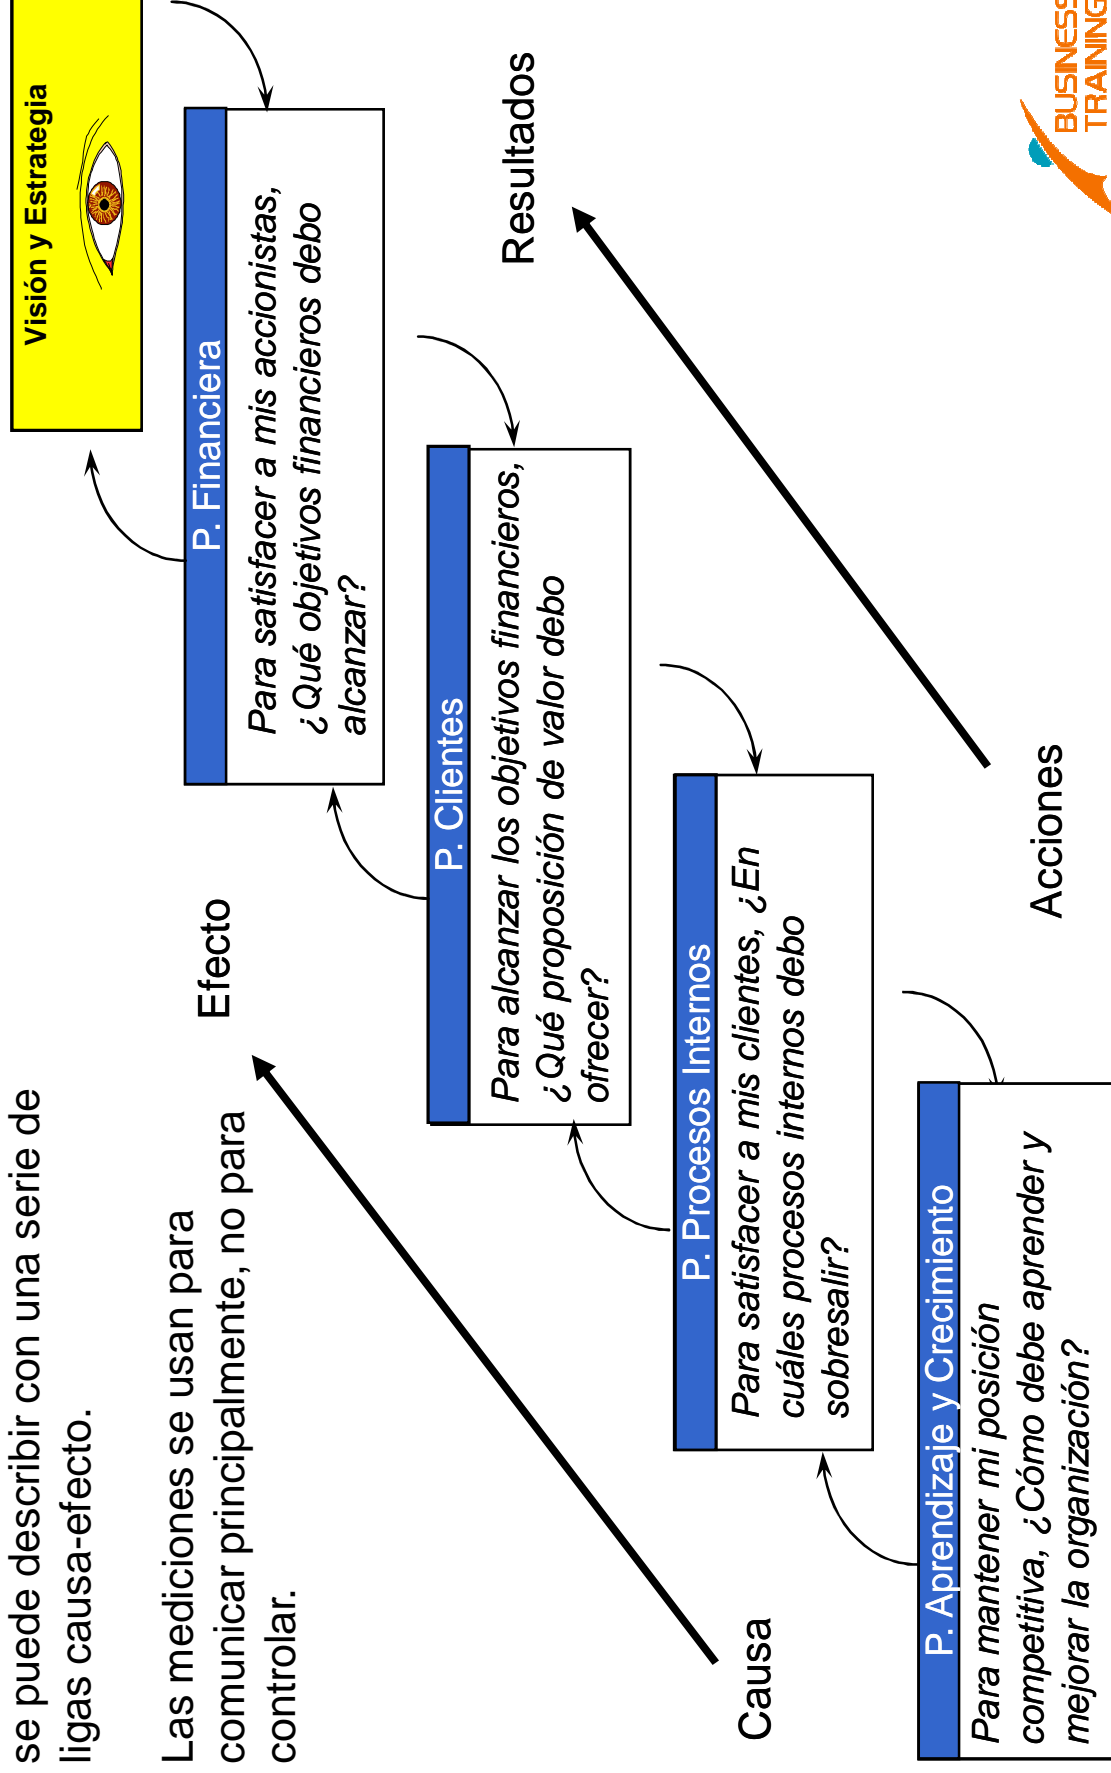 se puede describir con una serie de
ligas causa-efecto.
Las mediciones se usan para
comunicar principalmente, no para
controlar.
Visión y Estrategia
Efecto
P. Financiera
Para satisfacer a mis accionistas,
¿Qué objetivos financieros debo
alcanzar?
P. Clientes
Para alcanzar los objetivos financieros,
¿Qué proposición de valor debo
ofrecer?
Resultados
P. Procesos Internos
Para satisfacer a mis clientes, ¿En
cuáles procesos internos debo
sobresalir?
Causa
P. Aprendizaje y Crecimiento
Para mantener mi posición
competitiva, ¿Cómo debe aprender y
mejorar la organización?
Acciones
BUSINESS
TRAINING